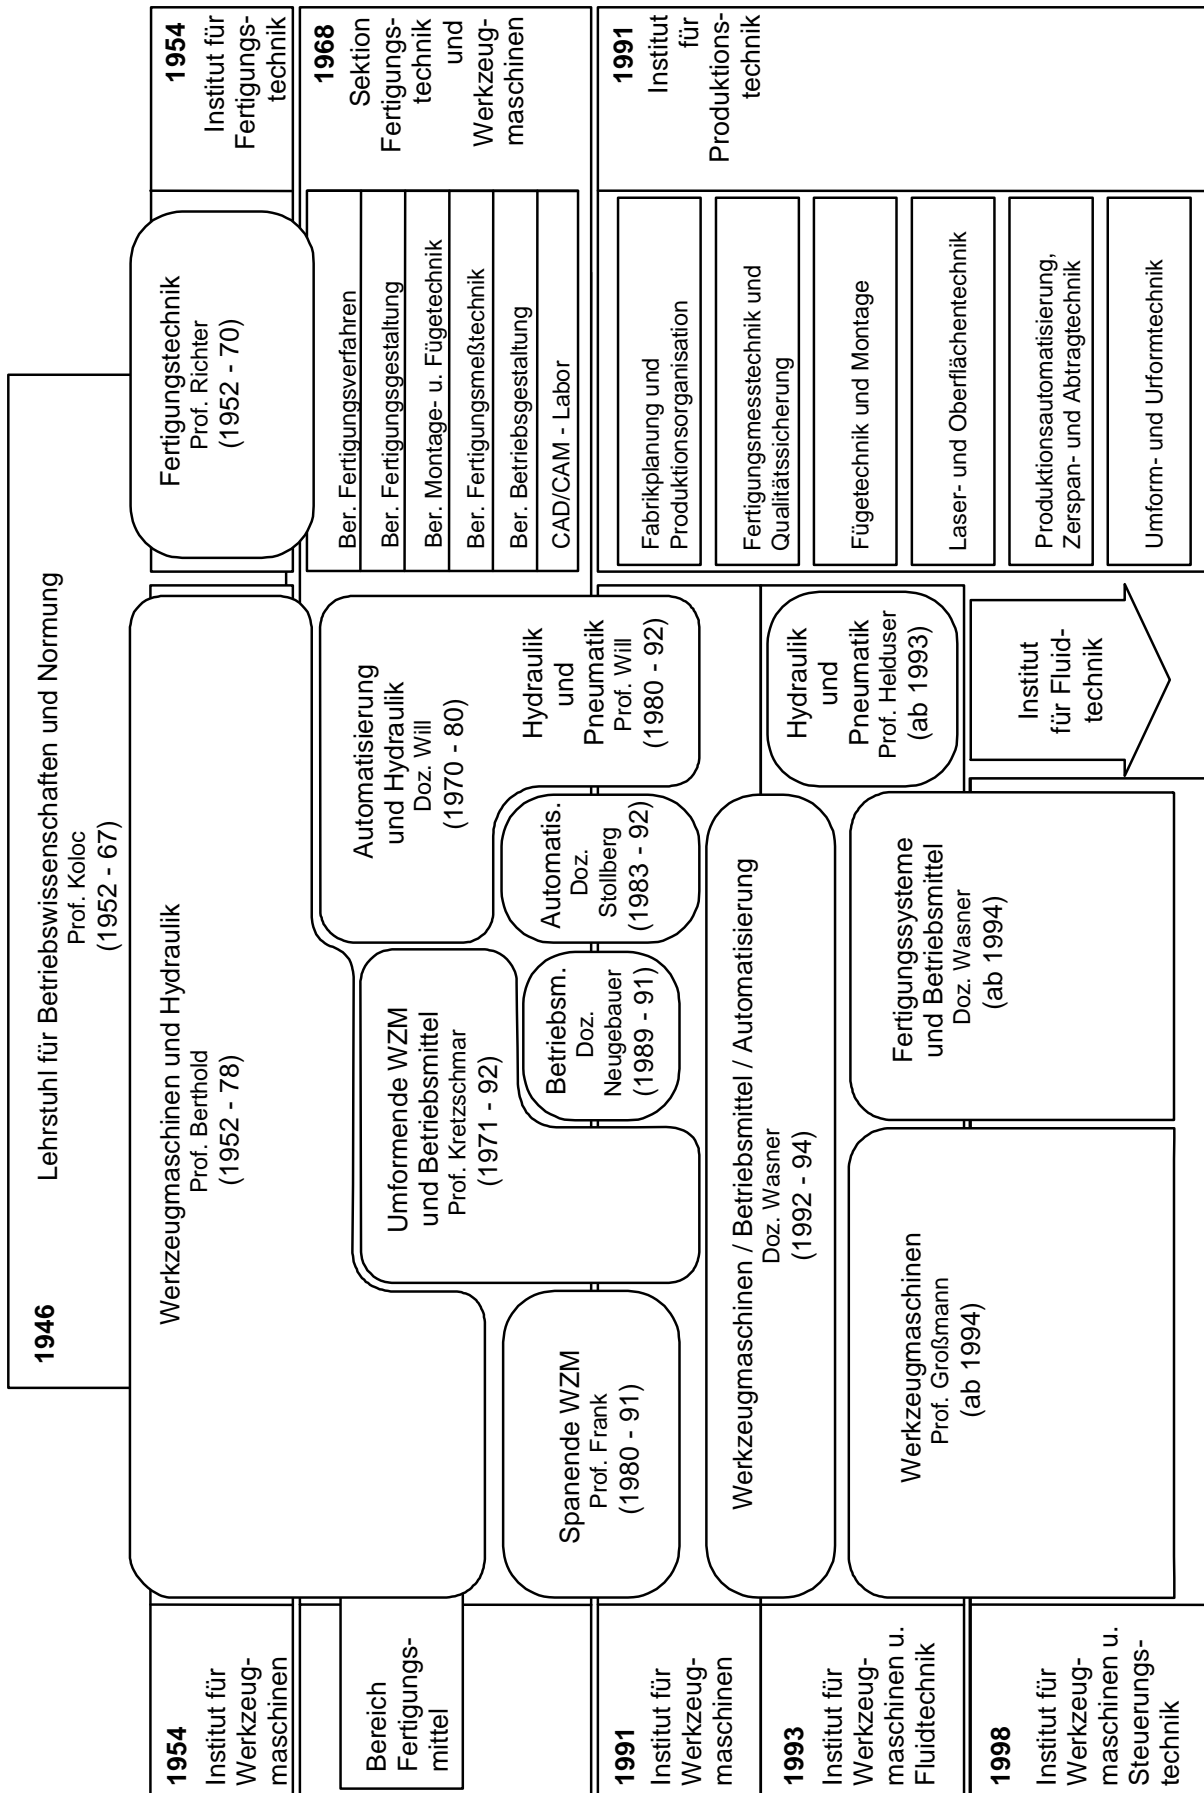 1946
Lehrstuhl für Betriebswissenschaften und Normung
Prof. Koloc
(1952 - 67)
1954
Institut für
Werkzeug-
maschinen
Werkzeugmaschinen und Hydraulik
Prof. Berthold
(1952 - 78)
Fertigungstechnik
Prof. Richter
(1952 - 70)
1954
Institut für
Fertigungs-
technik
Bereich
Fertigungs-
mittel
Umformende WZM
und Betriebsmittel
Prof. Kretzschmar
(1971 - 92)
Automatisierung
und Hydraulik
Doz. Will
(1970 - 80)
Ber. Fertigungsverfahren
Ber. Fertigungsgestaltung
Ber. Montage- u. Fügetechnik
Ber. Fertigungsmeßtechnik
Ber. Betriebsgestaltung
CAD/CAM - Labor
1968
Sektion
Fertigungs-
technik
und
Werkzeug-
maschinen
Spanende WZM
Prof. Frank
(1980 - 91)
Betriebsm.
Doz.
Neugebauer
(1989 - 91)
Automatis.
Doz.
Stollberg
(1983 - 92)
Hydraulik
und
Pneumatik
Prof. Will
(1980 - 92)
1991
Institut für
Werkzeug-
maschinen
Werkzeugmaschinen / Betriebsmittel / Automatisierung
Doz. Wasner
(1992 - 94)
1993
Institut für
Werkzeug-
maschinen u.
Fluidtechnik
Hydraulik
und
Pneumatik
Prof. Helduser
(ab 1993)
Werkzeugmaschinen
Prof. Großmann
(ab 1994)
Fertigungssysteme
und Betriebsmittel
Doz. Wasner
(ab 1994)
1998
Institut für
Werkzeug-
maschinen u.
Steuerungs-
technik
Institut
für Fluid-
technik
Fabrikplanung und
Produktionsorganisation
Fertigungsmesstechnik und
Qualitätssicherung
Fügetechnik und Montage
Laser- und Oberflächentechnik
Produktionsautomatisierung,
Zerspan- und Abtragtechnik
Umform- und Urformtechnik
1991
Institut
für
Produktions-
technik